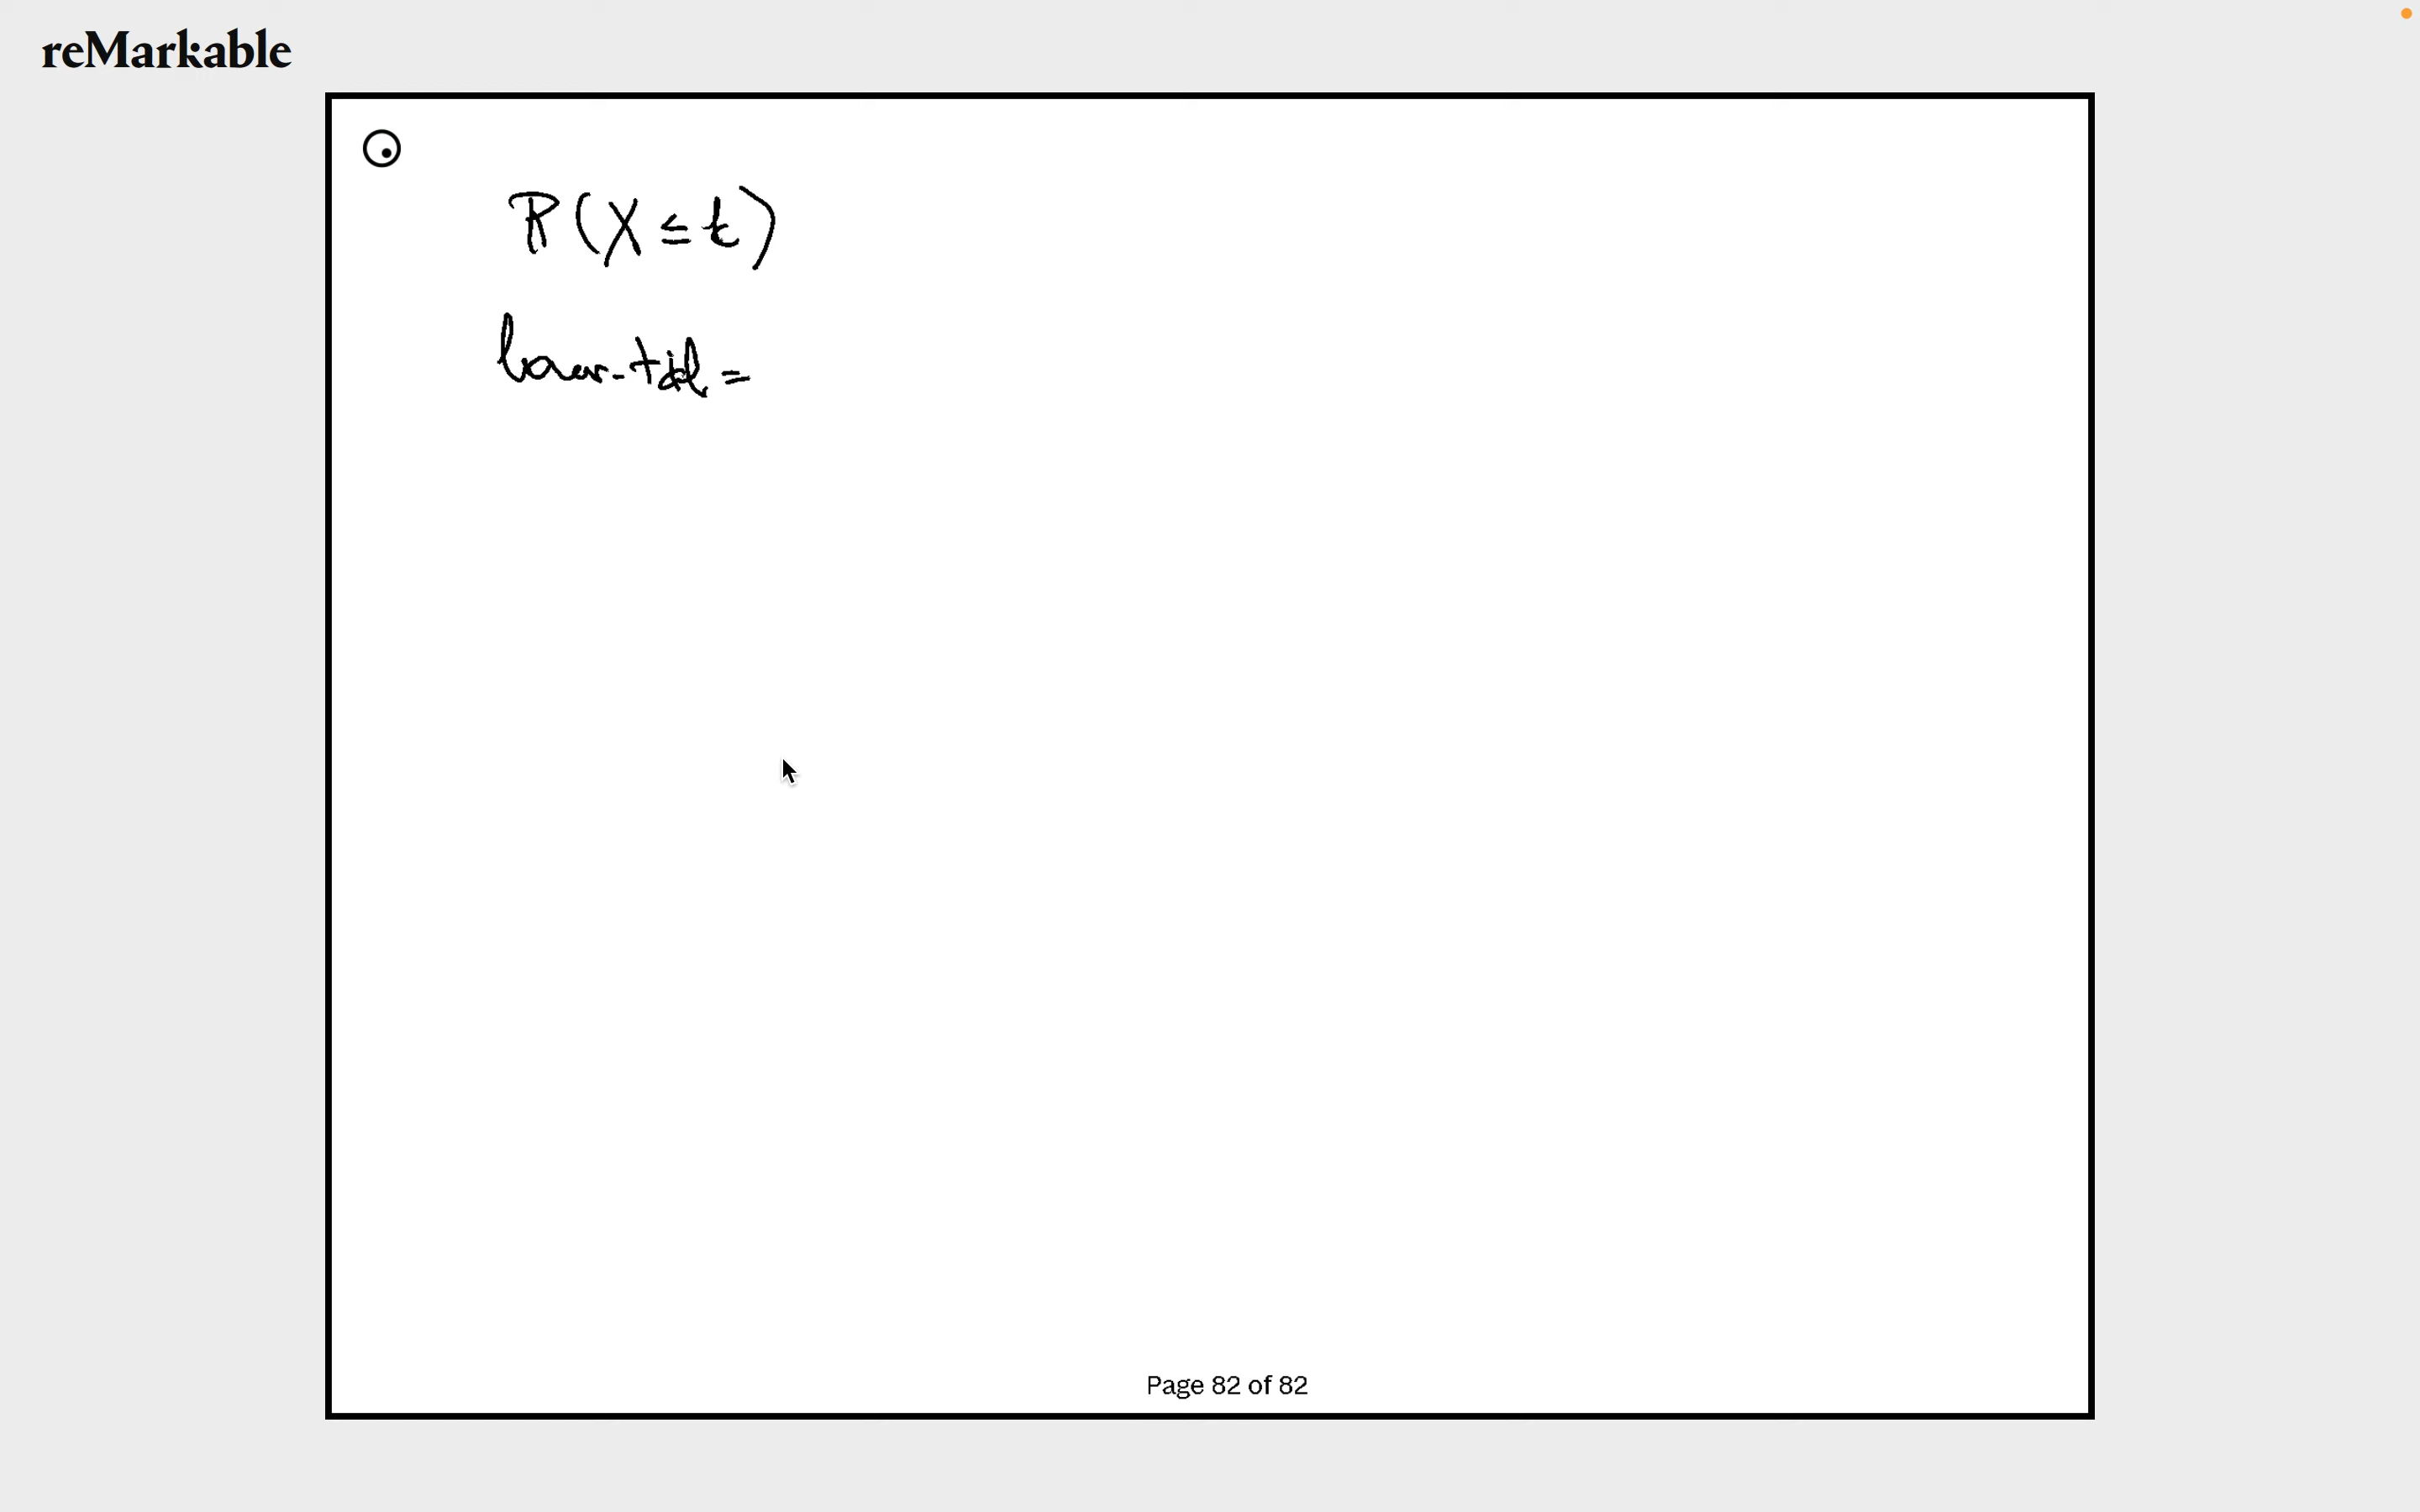 reMarkable
P(X ≤ t)
lower.tail =
Page 82 of 82